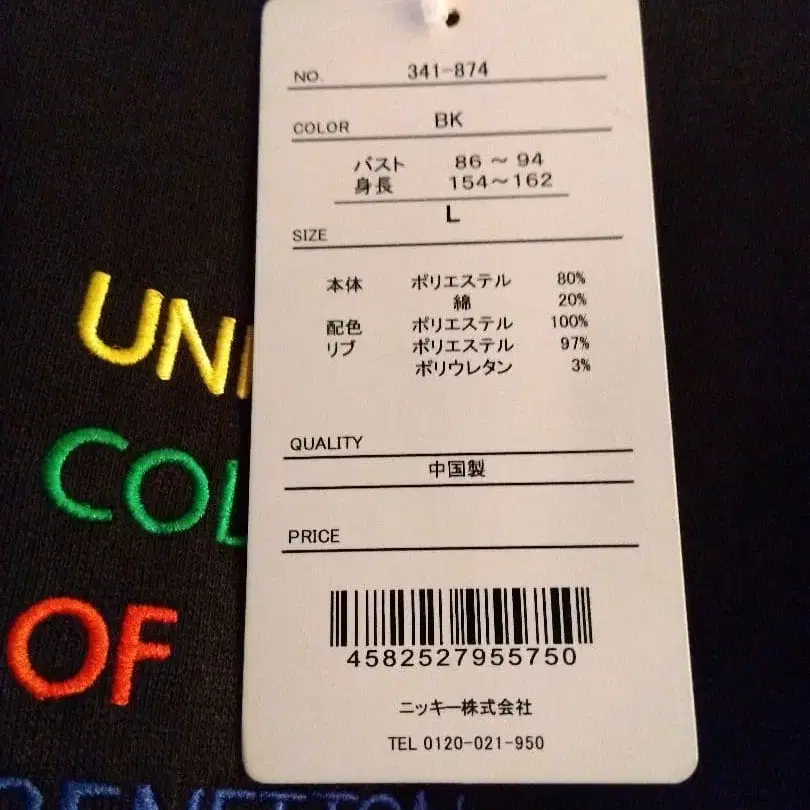 NO. 341-874
COLOR BK
バスト 86 ~ 94
身長 154~162
L
SIZE
本体 ポリエステル 80%
綿 20%
配色 ポリエステル 100%
リブ ポリエステル 97%
ポリウレタン 3%
QUALITY
中国製
PRICE
4582527955750
ニッキー株式会社
TEL 0120-021-950
UNI
COL
OF
BENETTON